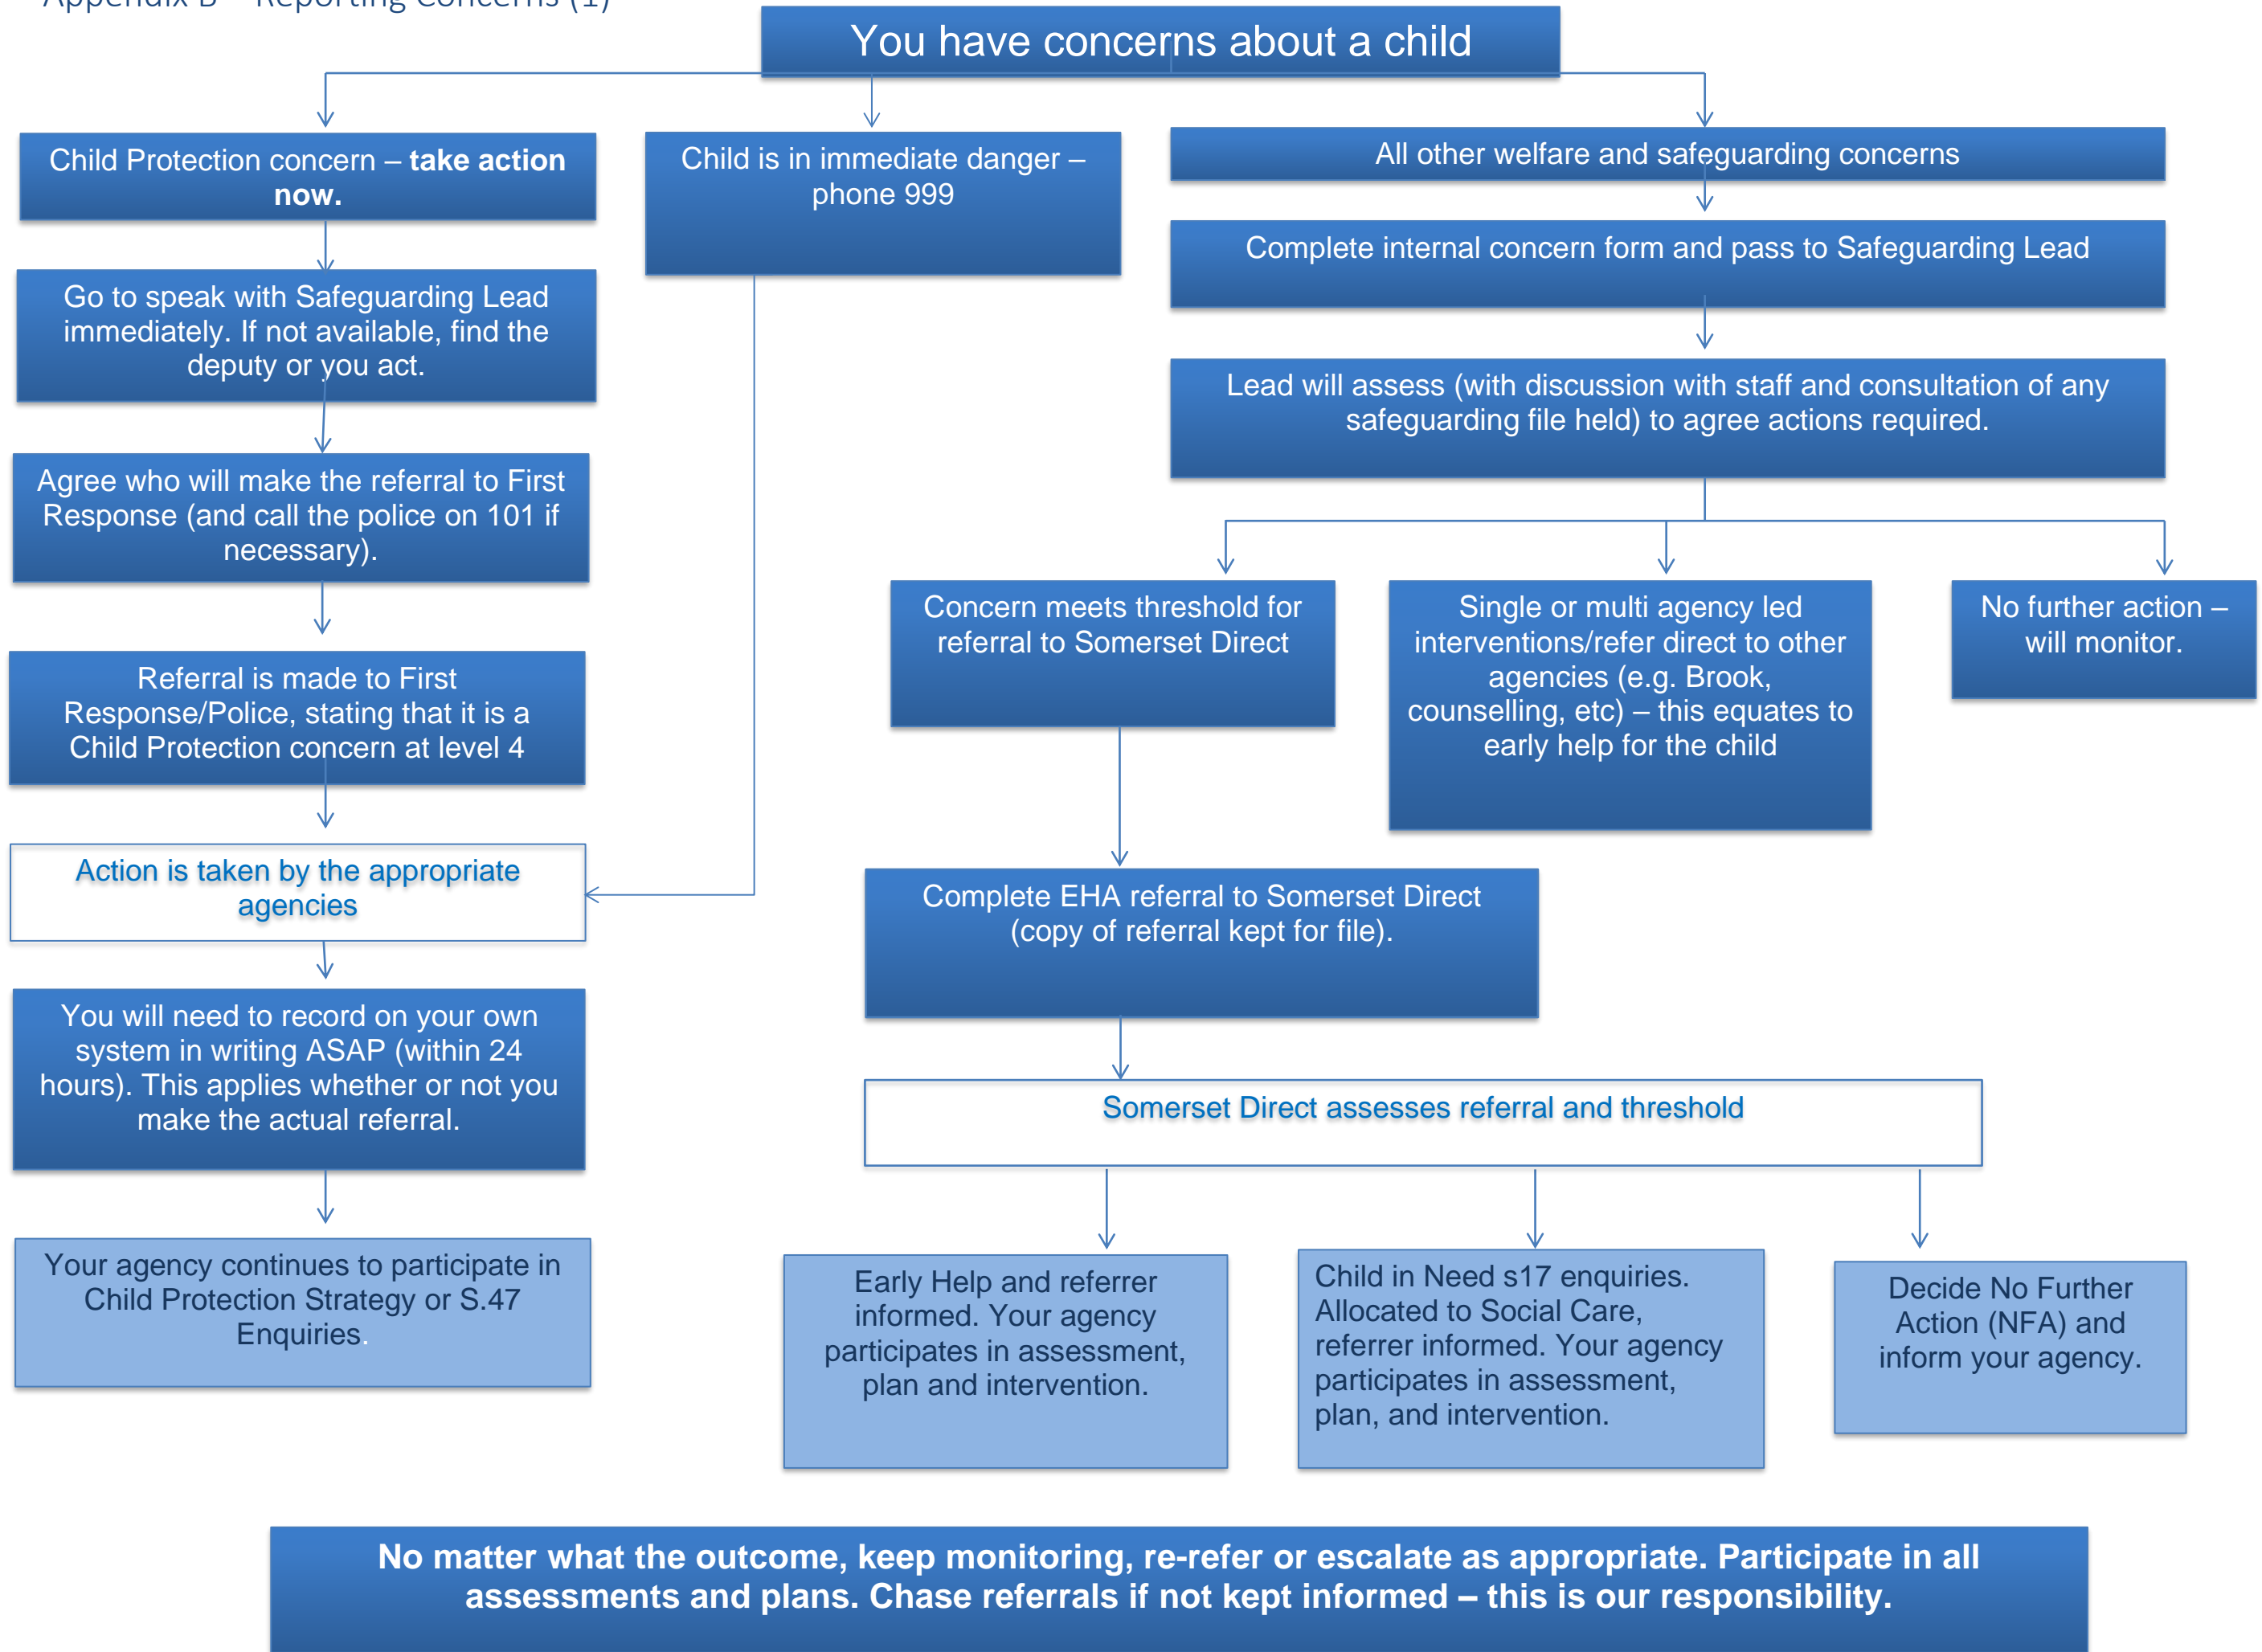 Appendix B – Reporting Concerns (1)
You have concerns about a child
Child Protection concern – take action
now.
Go to speak with Safeguarding Lead
immediately. If not available, find the
deputy or you act.
Agree who will make the referral to First
Response (and call the police on 101 if
necessary).
Referral is made to First
Response/Police, stating that it is a
Child Protection concern at level 4
Action is taken by the appropriate
agencies
You will need to record on your own
system in writing ASAP (within 24
hours). This applies whether or not you
make the actual referral.
Your agency continues to participate in
Child Protection Strategy or S.47
Enquiries.
Child is in immediate danger –
phone 999
All other welfare and safeguarding concerns
Complete internal concern form and pass to Safeguarding Lead
Lead will assess (with discussion with staff and consultation of any
safeguarding file held) to agree actions required.
Concern meets threshold for
referral to Somerset Direct
Single or multi agency led
interventions/refer direct to other
agencies (e.g. Brook,
counselling, etc) – this equates to
early help for the child
No further action –
will monitor.
Complete EHA referral to Somerset Direct
(copy of referral kept for file).
Somerset Direct assesses referral and threshold
Early Help and referrer
informed. Your agency
participates in assessment,
plan and intervention.
Child in Need s17 enquiries.
Allocated to Social Care,
referrer informed. Your agency
participates in assessment,
plan, and intervention.
Decide No Further
Action (NFA) and
inform your agency.
No matter what the outcome, keep monitoring, re-refer or escalate as appropriate. Participate in all
assessments and plans. Chase referrals if not kept informed – this is our responsibility.